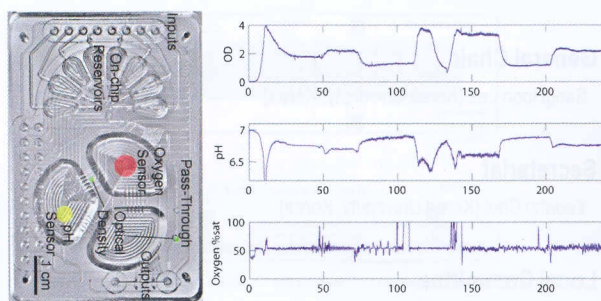 Inputs
On-chip
Reservoirs
Oxygen
Sensor
Pass-Through
Optical
Density
pH
Sensor
Outputs
1 cm
OD
4
2
0
0
50
100
150
200
pH
7
6.5
0
50
100
150
200
Oxygen %sat
100
50
0
0
50
100
150
200